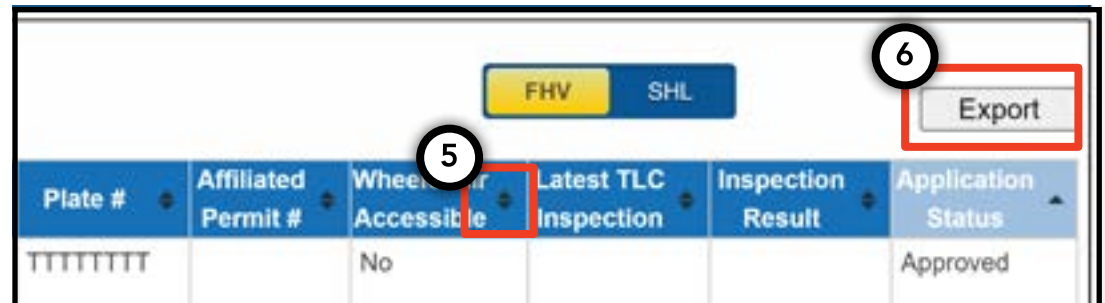 6
FHV SHL
Export
5
Plate #
Affiliated
Permit #
Accessible
Latest TLC
Inspection
Inspection
Result
Application
Status
TTTTTTTT
No
Approved